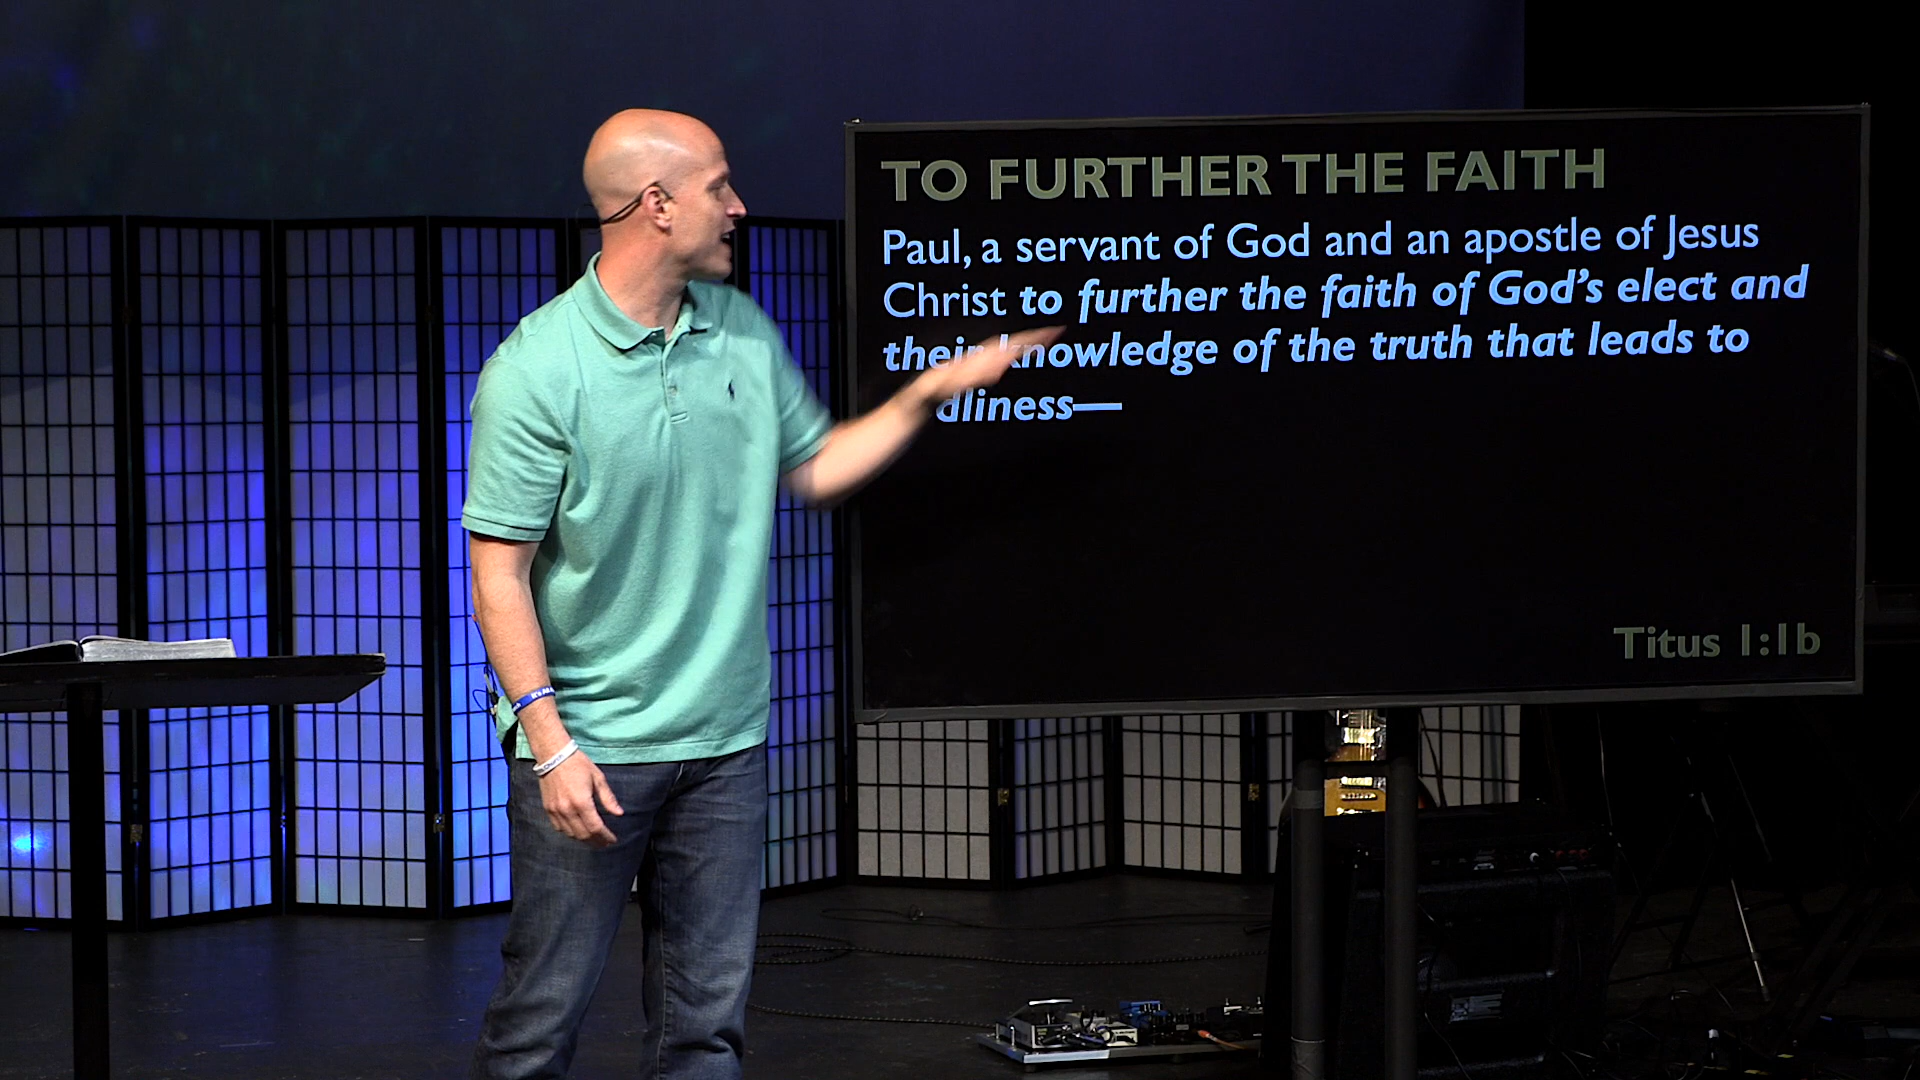 TO FURTHER THE FAITH
Paul, a servant of God and an apostle of Jesus
Christ to further the faith of God's elect and
their knowledge of the truth that leads to
dliness—
Titus 1:1b